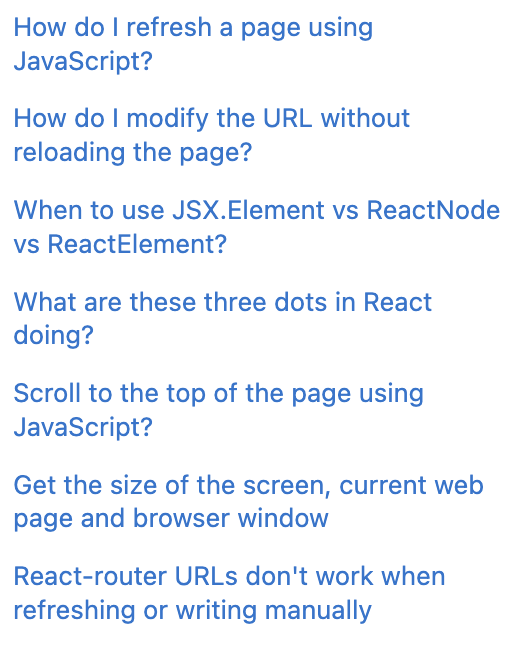 How do I refresh a page using
JavaScript?
How do I modify the URL without
reloading the page?
When to use JSX.Element vs ReactNode
vs ReactElement?
What are these three dots in React
doing?
Scroll to the top of the page using
JavaScript?
Get the size of the screen, current web
page and browser window
React-router URLs don't work when
refreshing or writing manually